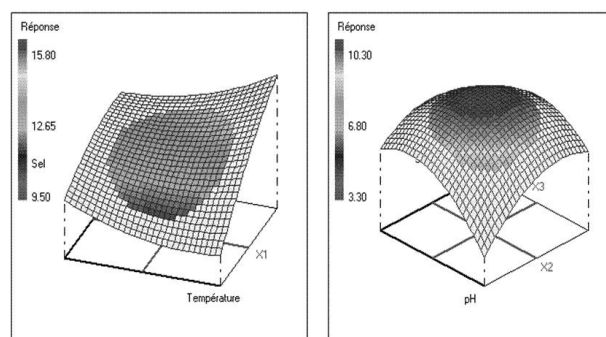 Réponse
15.80
12.65
Sel
9.50
X1
Température
Réponse
10.30
6.80
3.30
X3
X2
pH